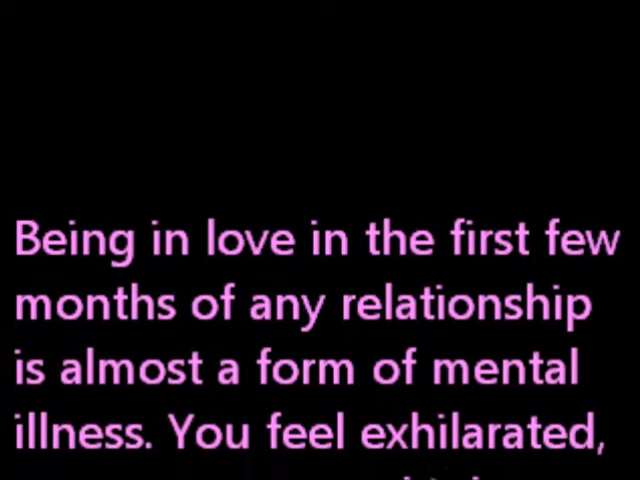 Being in love in the first few
months of any relationship
is almost a form of mental
illness. You feel exhilarated,